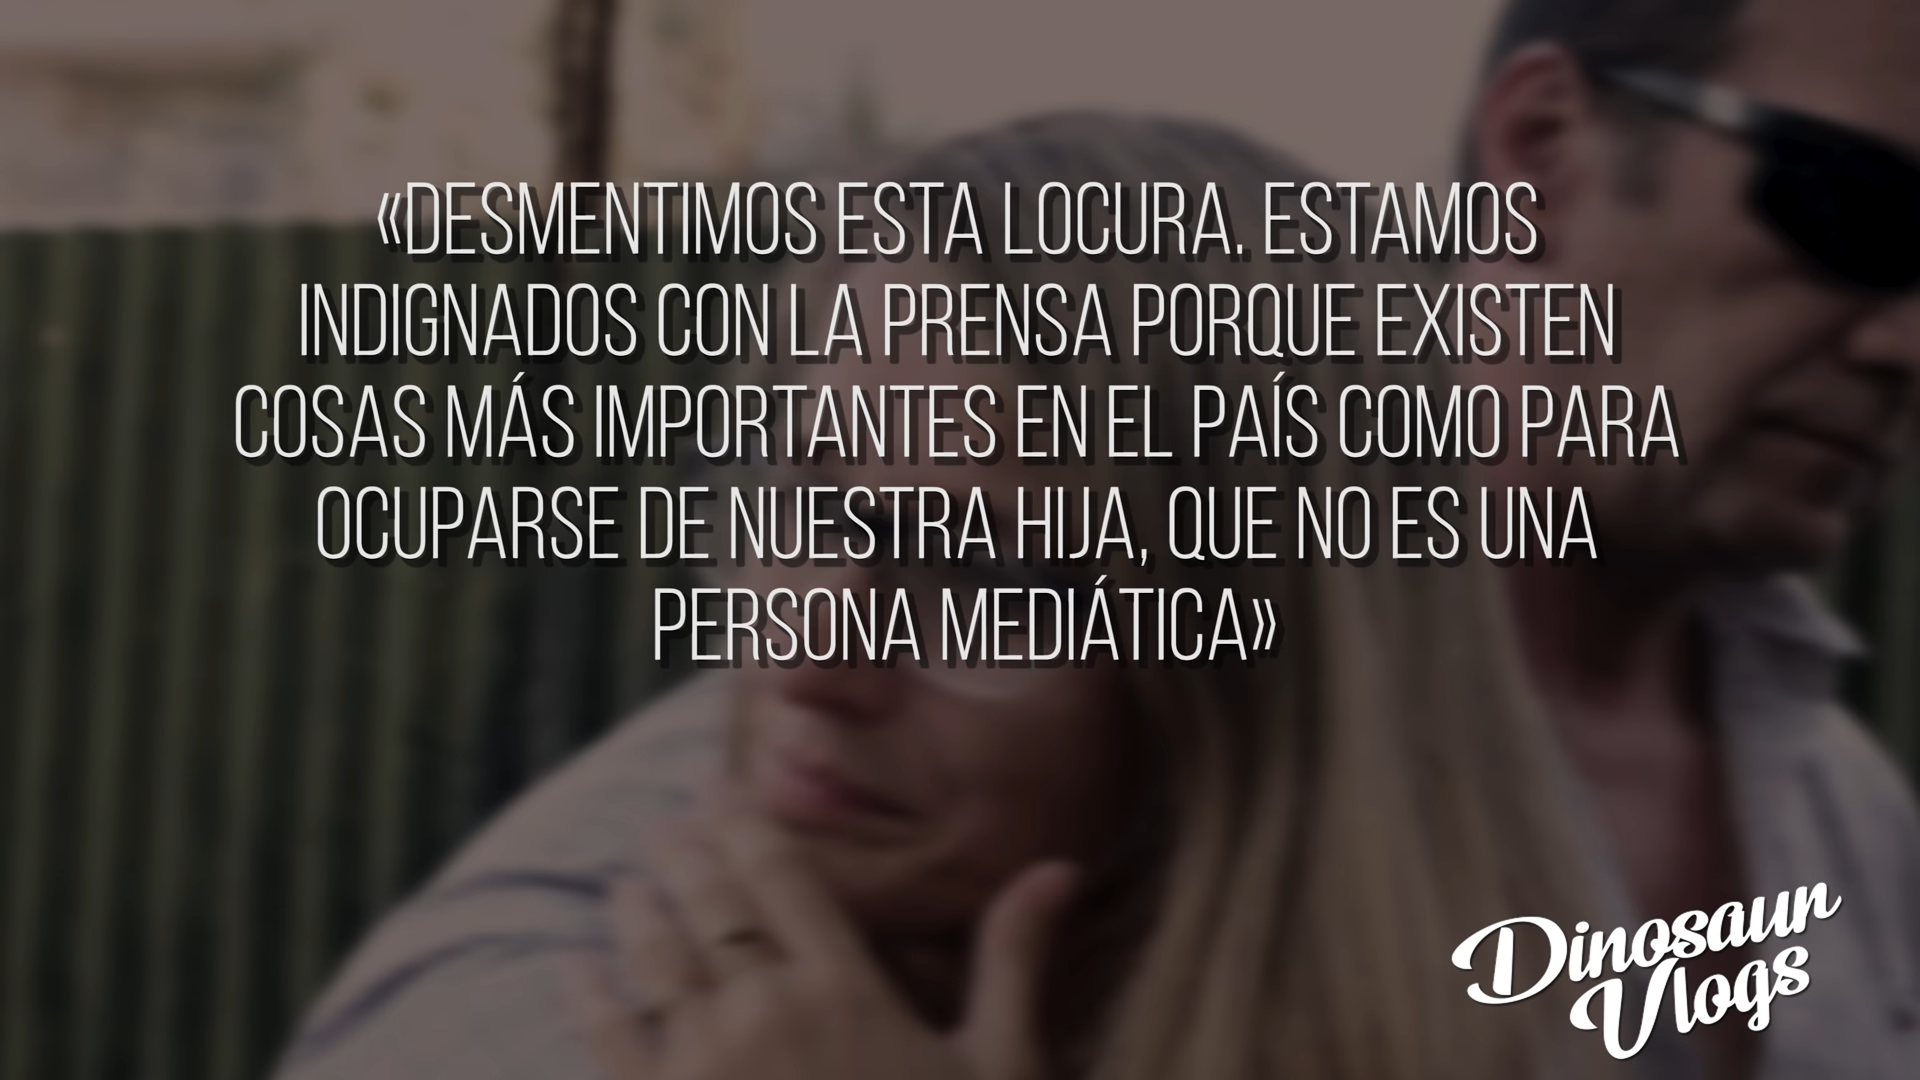 «DESMENTIMOS ESTA LOCURA. ESTAMOS
INDIGNADOS CON LA PRENSA PORQUE EXISTEN
COSAS MÁS IMPORTANTES EN EL PAÍS COMO PARA
OCUPARSE DE NUESTRA HIJA, QUE NO ES UNA
PERSONA MEDIÁTICA»
Dinosaur
Vlogs